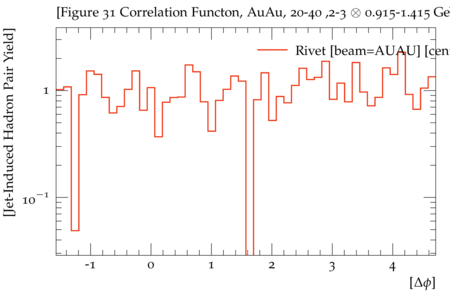 [Figure 31 Correlation Functon, AuAu, 20-40 ,2-3 ⊗ 0.915-1.415 Ge
Rivet [beam=AUAU] [cen
[Jet-Induced Hadron Pair Yield]
1
10⁻¹
-1 0 1 2 3 4
[Δϕ]